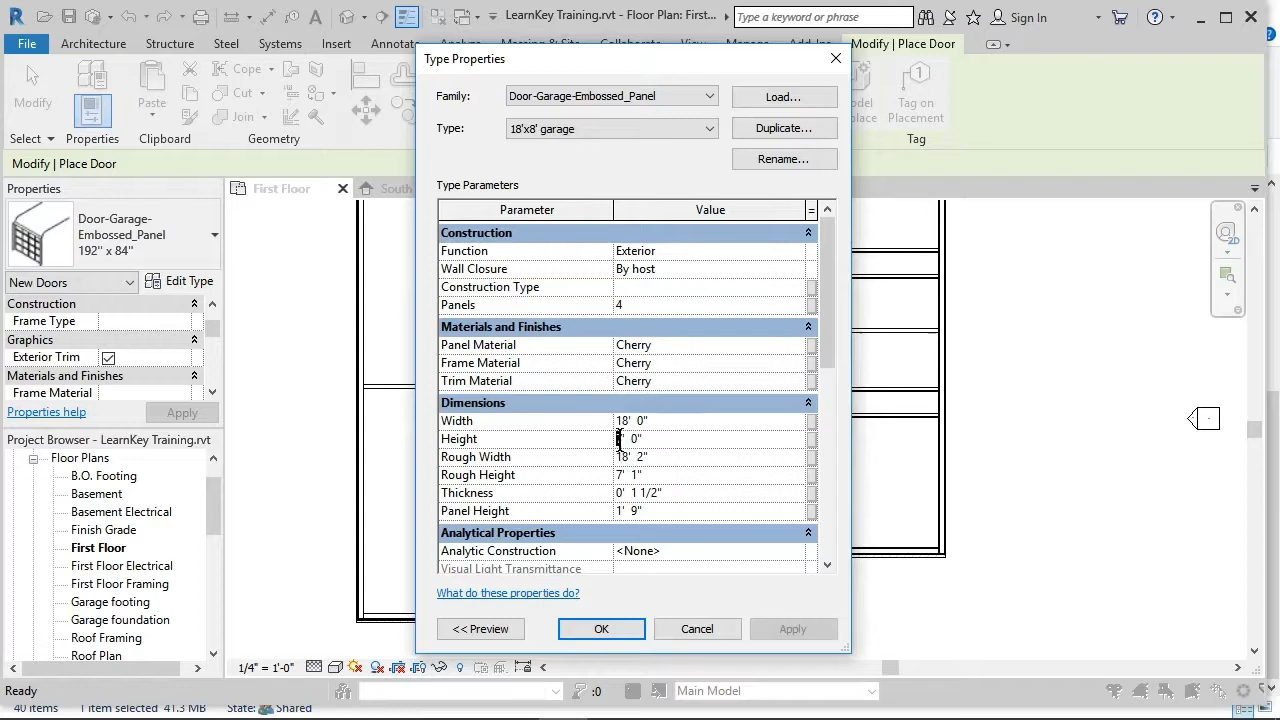 LearnKey Training.rvt - Floor Plan: First...
Type a keyword or phrase
Sign In
File
Architecture
Structure
Steel
Systems
Insert
Annotate
Modify | Place Door
Modify
Select
Properties
Paste
Clipboard
Cope
Cut
Join
Geometry
Tag on
Placement
Tag
Modify | Place Door
Properties
Door-Garage-
Embossed_Panel
192" x 84"
New Doors
Edit Type
Construction
Frame Type
Graphics
Exterior Trim
Materials and Finishes
Frame Material
Properties help
Apply
Project Browser - LearnKey Training.rvt
Floor Plans
B.O. Footing
Basement
Basement Electrical
Finish Grade
First Floor
First Floor Electrical
First Floor Framing
Garage footing
Garage foundation
Roof Framing
Roof Plan
First Floor
South
2D
Type Properties
Family:
Door-Garage-Embossed_Panel
Load...
Type:
18'x8' garage
Duplicate...
Rename...
Type Parameters
Parameter Value =
Construction
Function Exterior
Wall Closure By host
Construction Type
Panels 4
Materials and Finishes
Panel Material Cherry
Frame Material Cherry
Trim Material Cherry
Dimensions
Width 18' 0"
Height 0"
Rough Width 18' 2"
Rough Height 7' 1"
Thickness 0' 1 1/2"
Panel Height 1' 9"
Analytical Properties
Analytic Construction <None>
Visual Light Transmittance
What do these properties do?
<< Preview
OK
Cancel
Apply
1/4" = 1'-0"
Ready
:0
Main Model
40 items 1 item selected 41.3 MB State: Shared